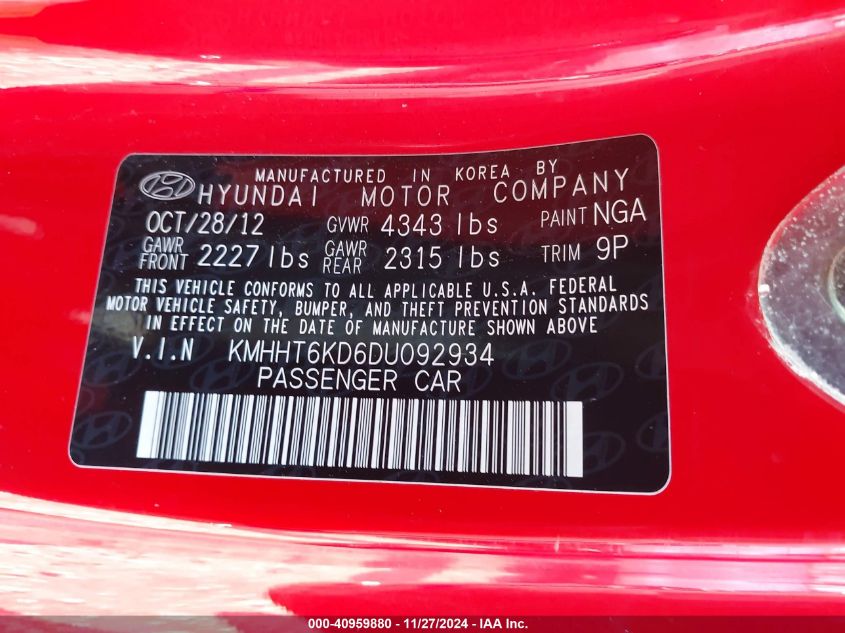 MANUFACTURED IN KOREA BY
HYUNDAI MOTOR COMPANY
OCT/28/12 GVWR 4343 lbs PAINT NGA
GAWR FRONT 2227 lbs GAWR REAR 2315 lbs TRIM 9P
THIS VEHICLE CONFORMS TO ALL APPLICABLE U.S.A. FEDERAL
MOTOR VEHICLE SAFETY, BUMPER, AND THEFT PREVENTION STANDARDS
IN EFFECT ON THE DATE OF MANUFACTURE SHOWN ABOVE
V.I.N KMHHT6KD6DU092934
PASSENGER CAR
000-40959880 - 11/27/2024 - IAA Inc.